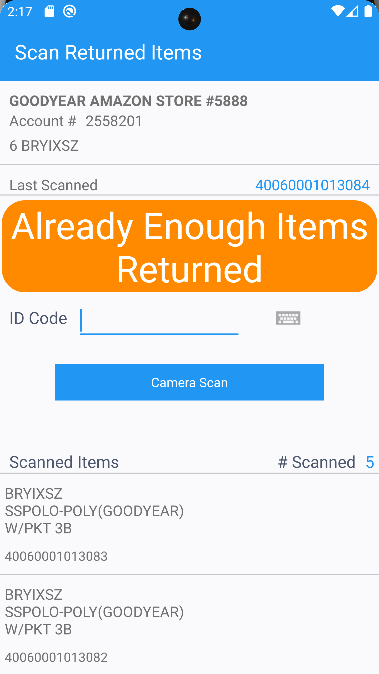 2:17
Scan Returned Items
GOODYEAR AMAZON STORE #5888
Account # 2558201
6 BRYIXSZ
Last Scanned 40060001013084
Already Enough Items
Returned
ID Code
Camera Scan
Scanned Items # Scanned 5
BRYIXSZ
SSPOLO-POLY(GOODYEAR)
W/PKT 3B
40060001013083
BRYIXSZ
SSPOLO-POLY(GOODYEAR)
W/PKT 3B
40060001013082